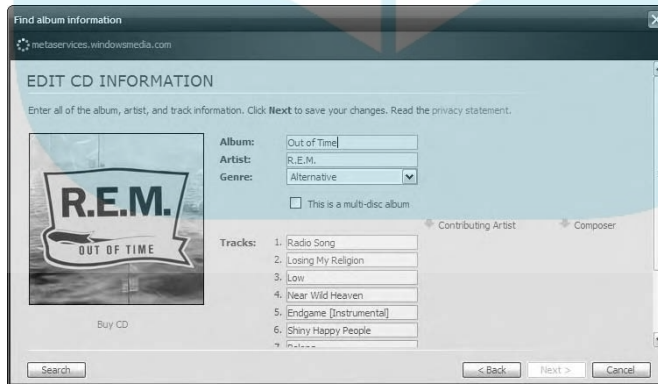 Find album information
metaservices.windowsmedia.com
EDIT CD INFORMATION
Enter all of the album, artist, and track information. Click Next to save your changes. Read the privacy statement.
R.E.M.
OUT OF TIME
Buy CD
Album: Out of Time
Artist: R.E.M.
Genre: Alternative
This is a multi-disc album
Contributing Artist Composer
Tracks: 1. Radio Song
2. Losing My Religion
3. Low
4. Near Wild Heaven
5. Endgame [Instrumental]
6. Shiny Happy People
Search < Back Next > Cancel